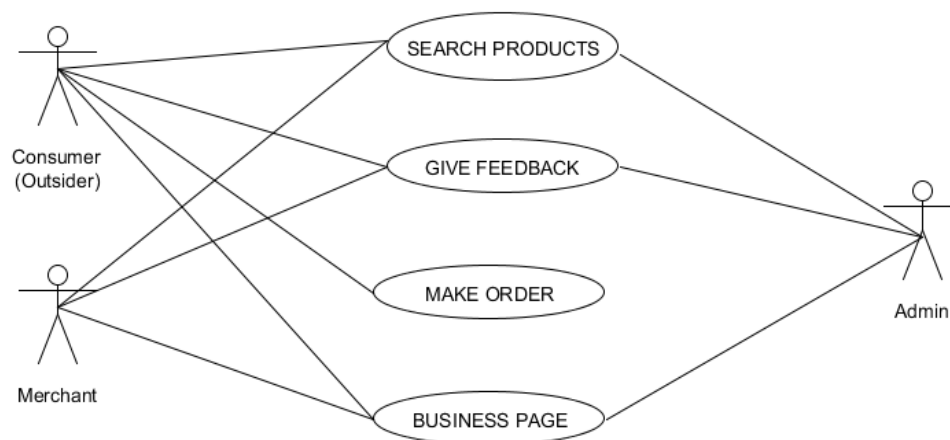 SEARCH PRODUCTS
Consumer
(Outsider)
GIVE FEEDBACK
MAKE ORDER
Admin
Merchant
BUSINESS PAGE